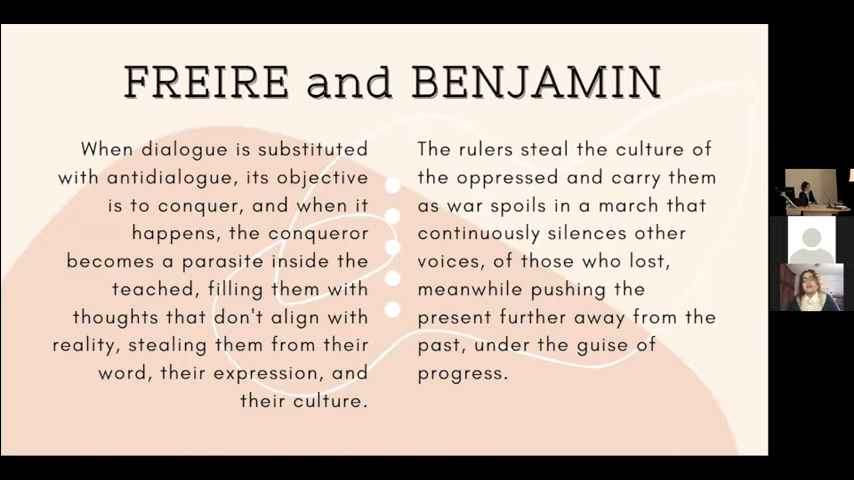 FREIRE and BENJAMIN
When dialogue is substituted
with antidialogue, its objective
is to conquer, and when it
happens, the conqueror
becomes a parasite inside the
teached, filling them with
thoughts that don't align with
reality, stealing them from their
word, their expression, and
their culture.
The rulers steal the culture of
the oppressed and carry them
as war spoils in a march that
continuously silences other
voices, of those who lost,
meanwhile pushing the
present further away from the
past, under the guise of
progress.